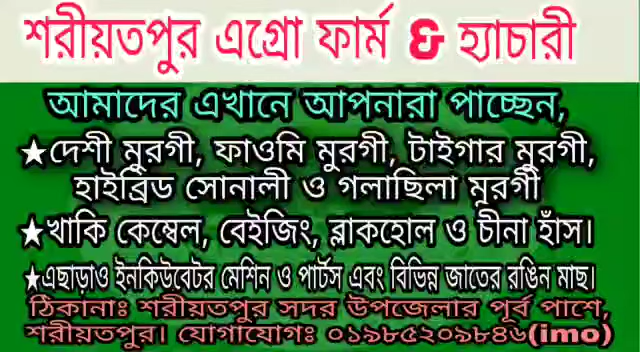 শরীয়তপুর এগ্রো ফার্ম & হ্যাচারী
আমাদের এখানে আপনারা পাচ্ছেন,
★দেশী মুরগী, ফাওমি মুরগী, টাইগার মুরগী,
হাইব্রিড সোনালী ও গলাছিলা মুরগী
★খাকি কেম্বেল, বেইজিং, ব্লাকহোল ও চীনা হাঁস।
★এছাড়াও ইনকিউবেটর মেশিন ও পার্টস এবং বিভিন্ন জাতের রঙিন মাছ।
ঠিকানাঃ শরীয়তপুর সদর উপজেলার পূর্ব পাশে,
শরীয়তপুর। যোগাযোগঃ ০১৯৮৫২০৯৮৪৬(imo)